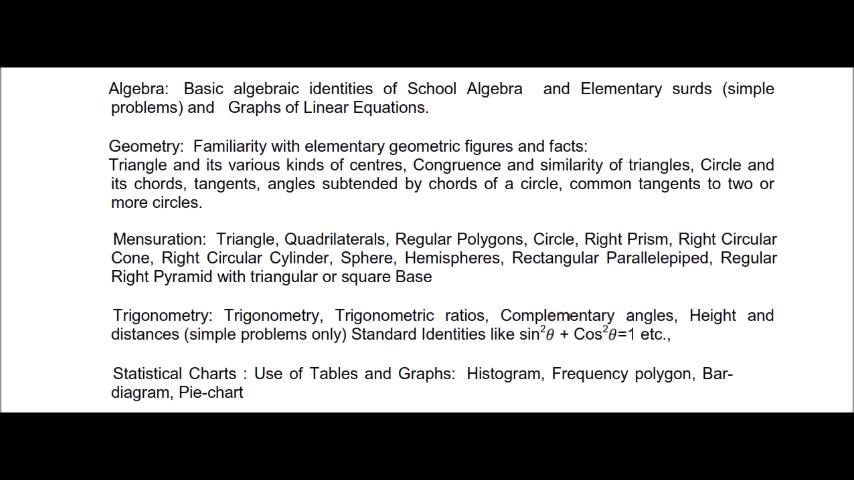 Algebra: Basic algebraic identities of School Algebra and Elementary surds (simple
problems) and Graphs of Linear Equations.
Geometry: Familiarity with elementary geometric figures and facts:
Triangle and its various kinds of centres, Congruence and similarity of triangles, Circle and
its chords, tangents, angles subtended by chords of a circle, common tangents to two or
more circles.
Mensuration: Triangle, Quadrilaterals, Regular Polygons, Circle, Right Prism, Right Circular
Cone, Right Circular Cylinder, Sphere, Hemispheres, Rectangular Parallelepiped, Regular
Right Pyramid with triangular or square Base
Trigonometry: Trigonometry, Trigonometric ratios, Complementary angles, Height and
distances (simple problems only) Standard Identities like sin²θ + Cos²θ=1 etc.,
Statistical Charts : Use of Tables and Graphs: Histogram, Frequency polygon, Bar-
diagram, Pie-chart